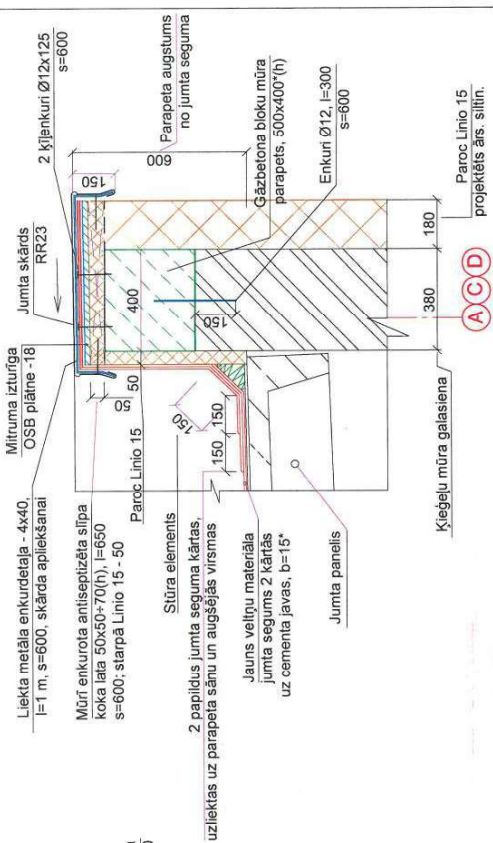 Liekta metāla enkurdetaļa - 4x40,
l=1 m, s=600, skārda apliekšanai
Mitruma izturīga
OSB plātne -18
Jumta skārds
RR23
2 ķīļenkuri Ø12x125
s=600
Mūrī enkurota antiseptizēta slīpa
koka lata 50x50÷70(h), l=650
s=600; starpā Linio 15 - 50
150
600
Parapeta augstums
no jumta seguma
50
Paroc Linio 15
50
400
Gāzbetona bloku mūra
parapets, 500x400*(h)
Stūra elements
150
150
Enkuri Ø12, l=300
s=600
2 papildus jumta seguma kārtas,
uzliektas uz parapeta sānu un augšējās virsmas
150
150
Jauns veltņu materiāla
jumta segums 2 kārtās
uz cementa javas, b=15*
Jumta panelis
380
180
Ķieģeļu mūra galasiena
A C D
Paroc Linio 15
projektēts ārs. siltin.